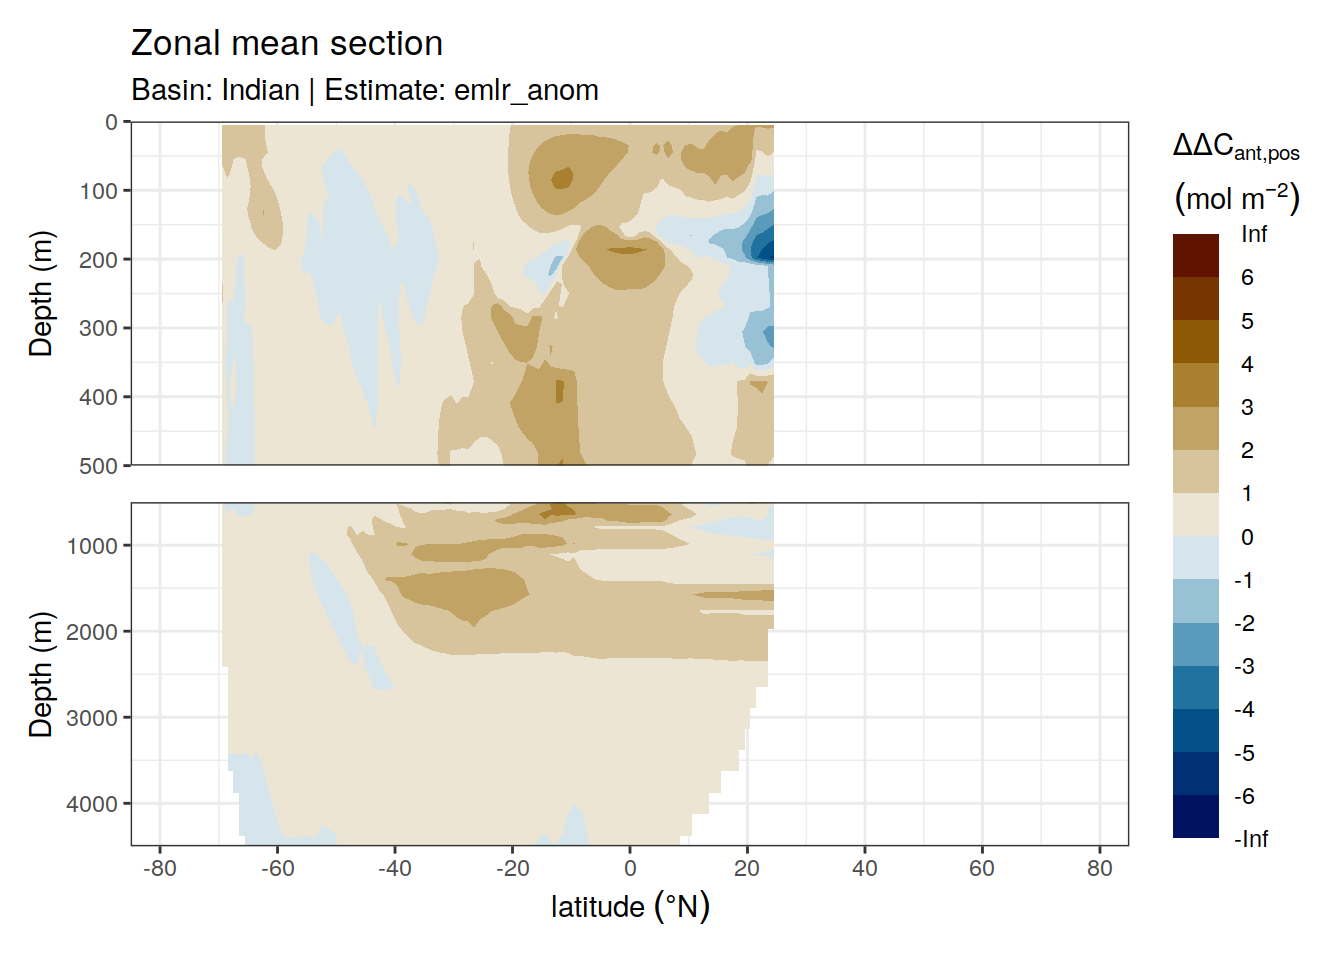 Zonal mean section
Basin: Indian | Estimate: emlr_anom
0
100
200
300
400
500
Depth (m)
1000
2000
3000
4000
Depth (m)
-80 -60 -40 -20 0 20 40 60 80
latitude (°N)
ΔΔC ant,pos
(mol m⁻²)
Inf
6
5
4
3
2
1
0
-1
-2
-3
-4
-5
-6
-Inf